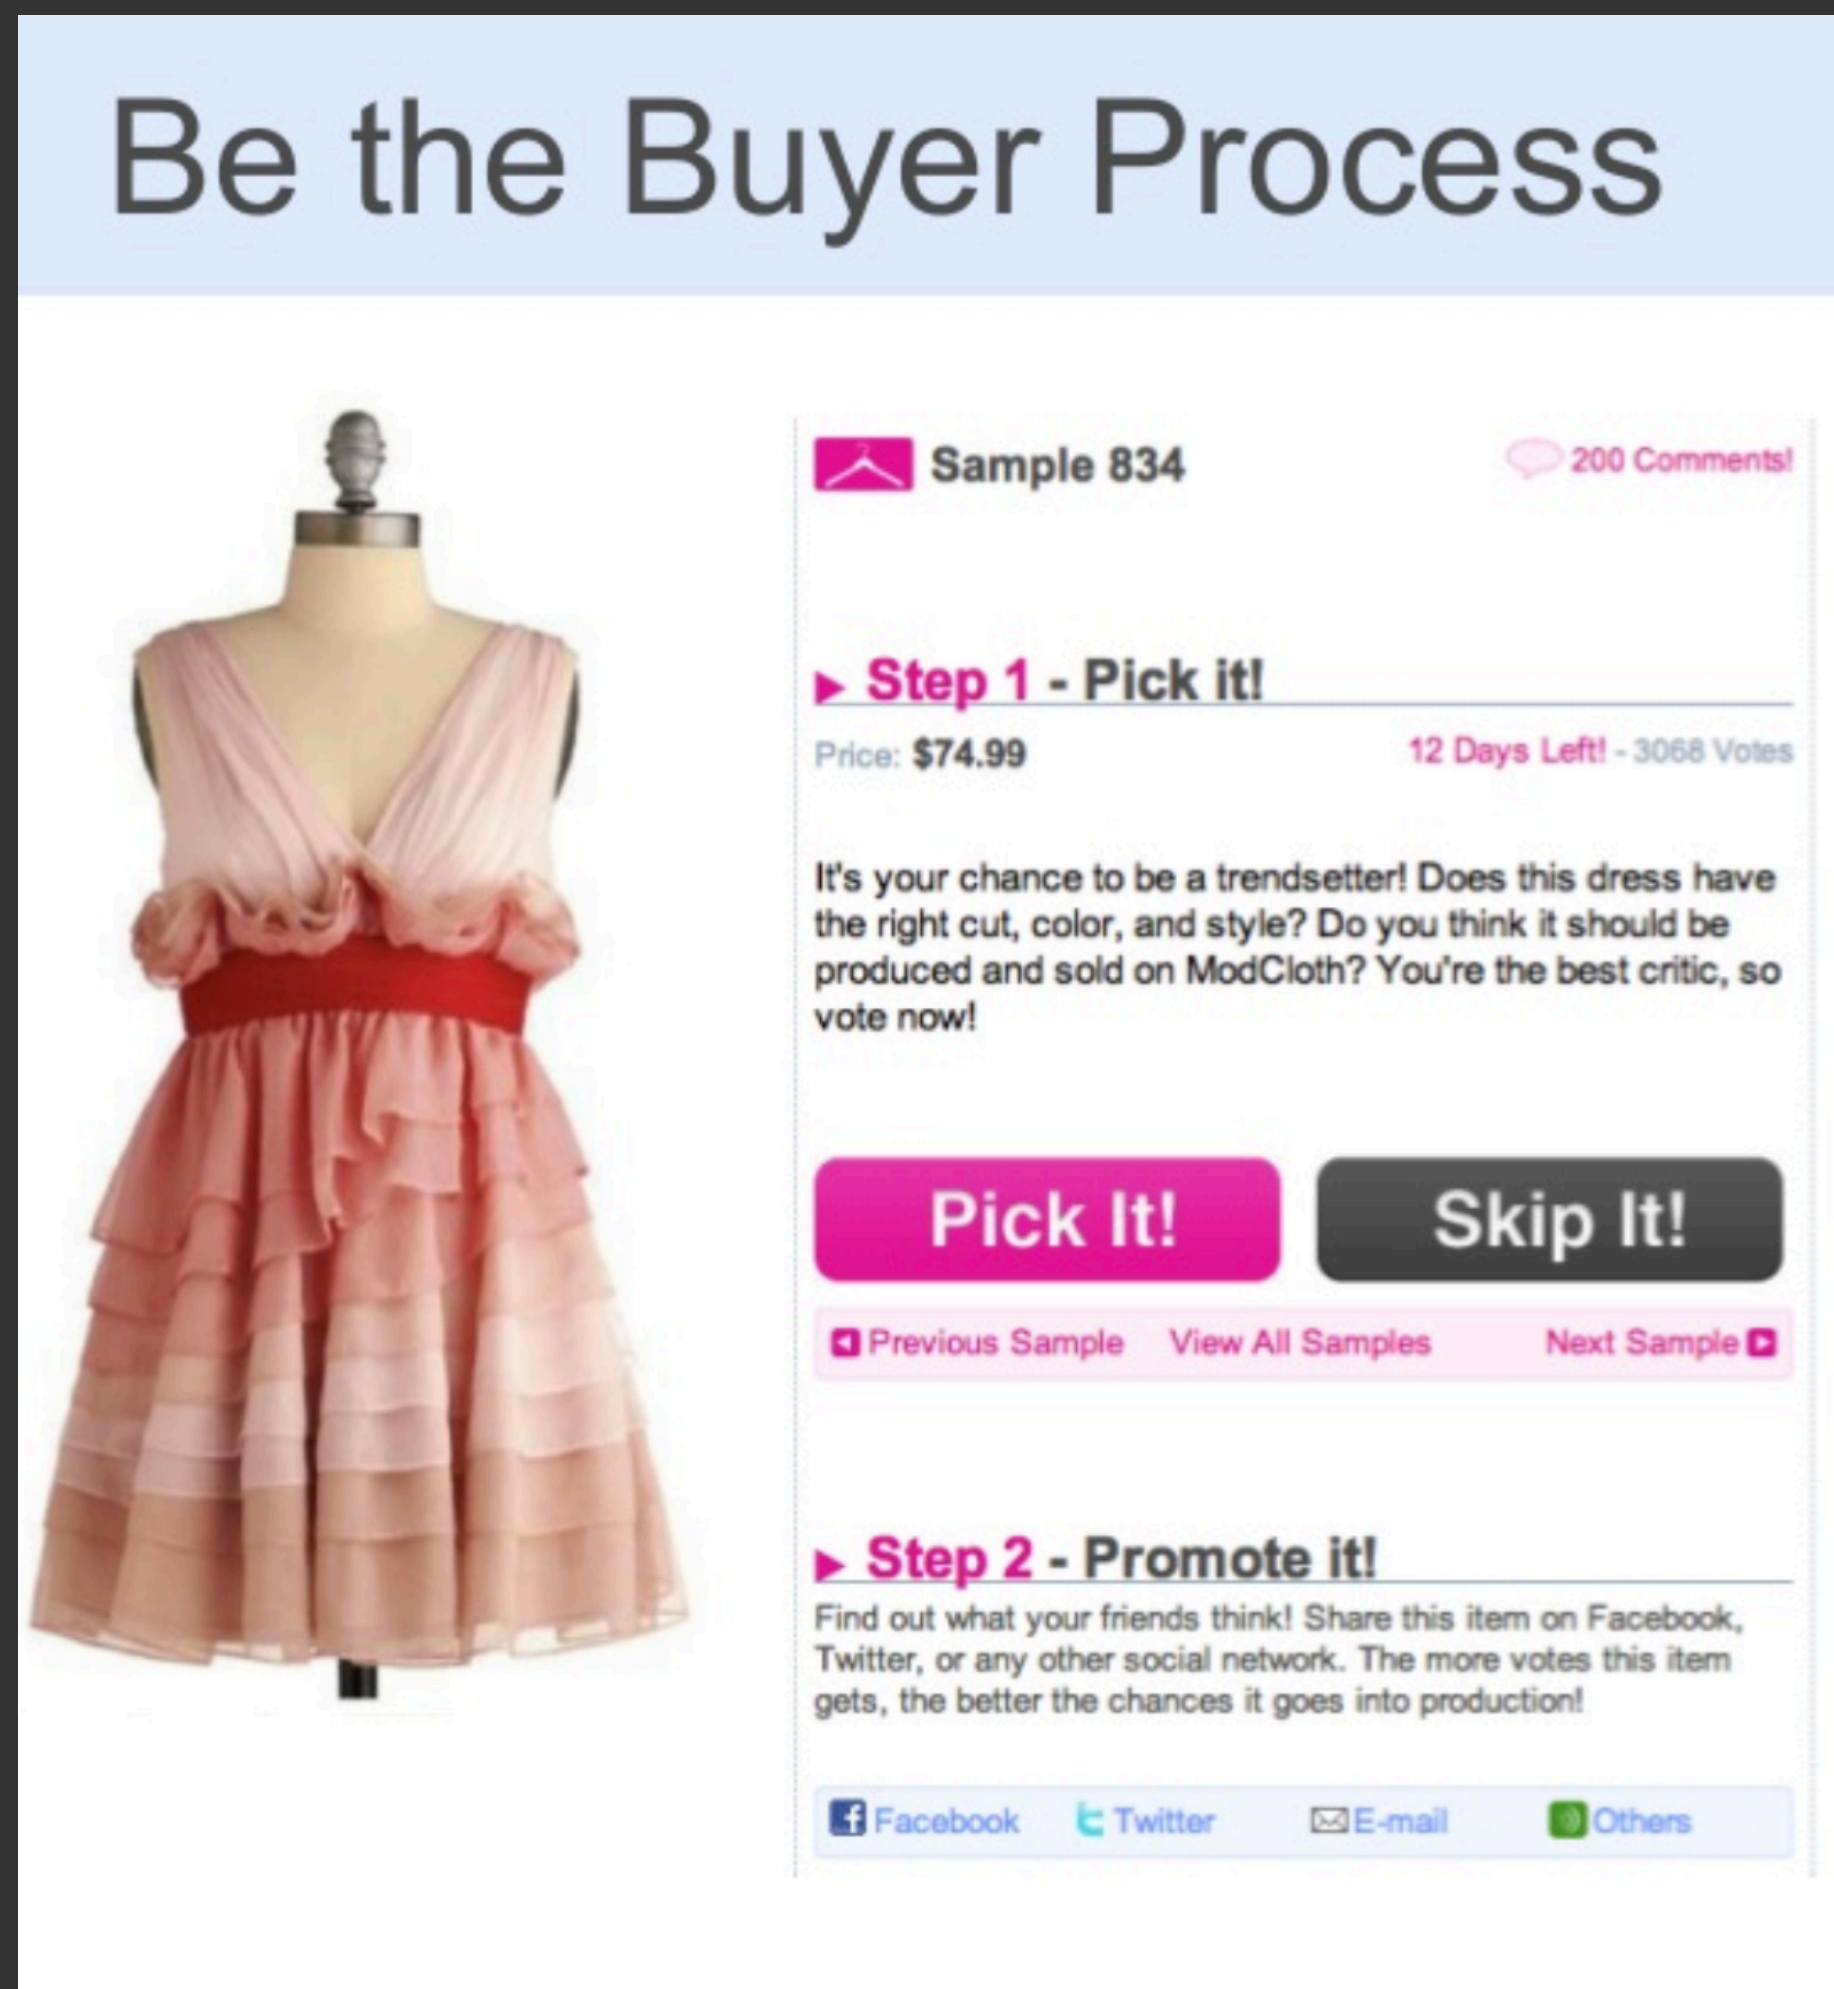 Be the Buyer Process
Sample 834
200 Comments!
Step 1 - Pick it!
Price: $74.99
12 Days Left! - 3068 Votes
It's your chance to be a trendsetter! Does this dress have
the right cut, color, and style? Do you think it should be
produced and sold on ModCloth? You're the best critic, so
vote now!
Pick It!
Skip It!
Previous Sample
View All Samples
Next Sample
Step 2 - Promote it!
Find out what your friends think! Share this item on Facebook,
Twitter, or any other social network. The more votes this item
gets, the better the chances it goes into production!
Facebook
Twitter
E-mail
Others